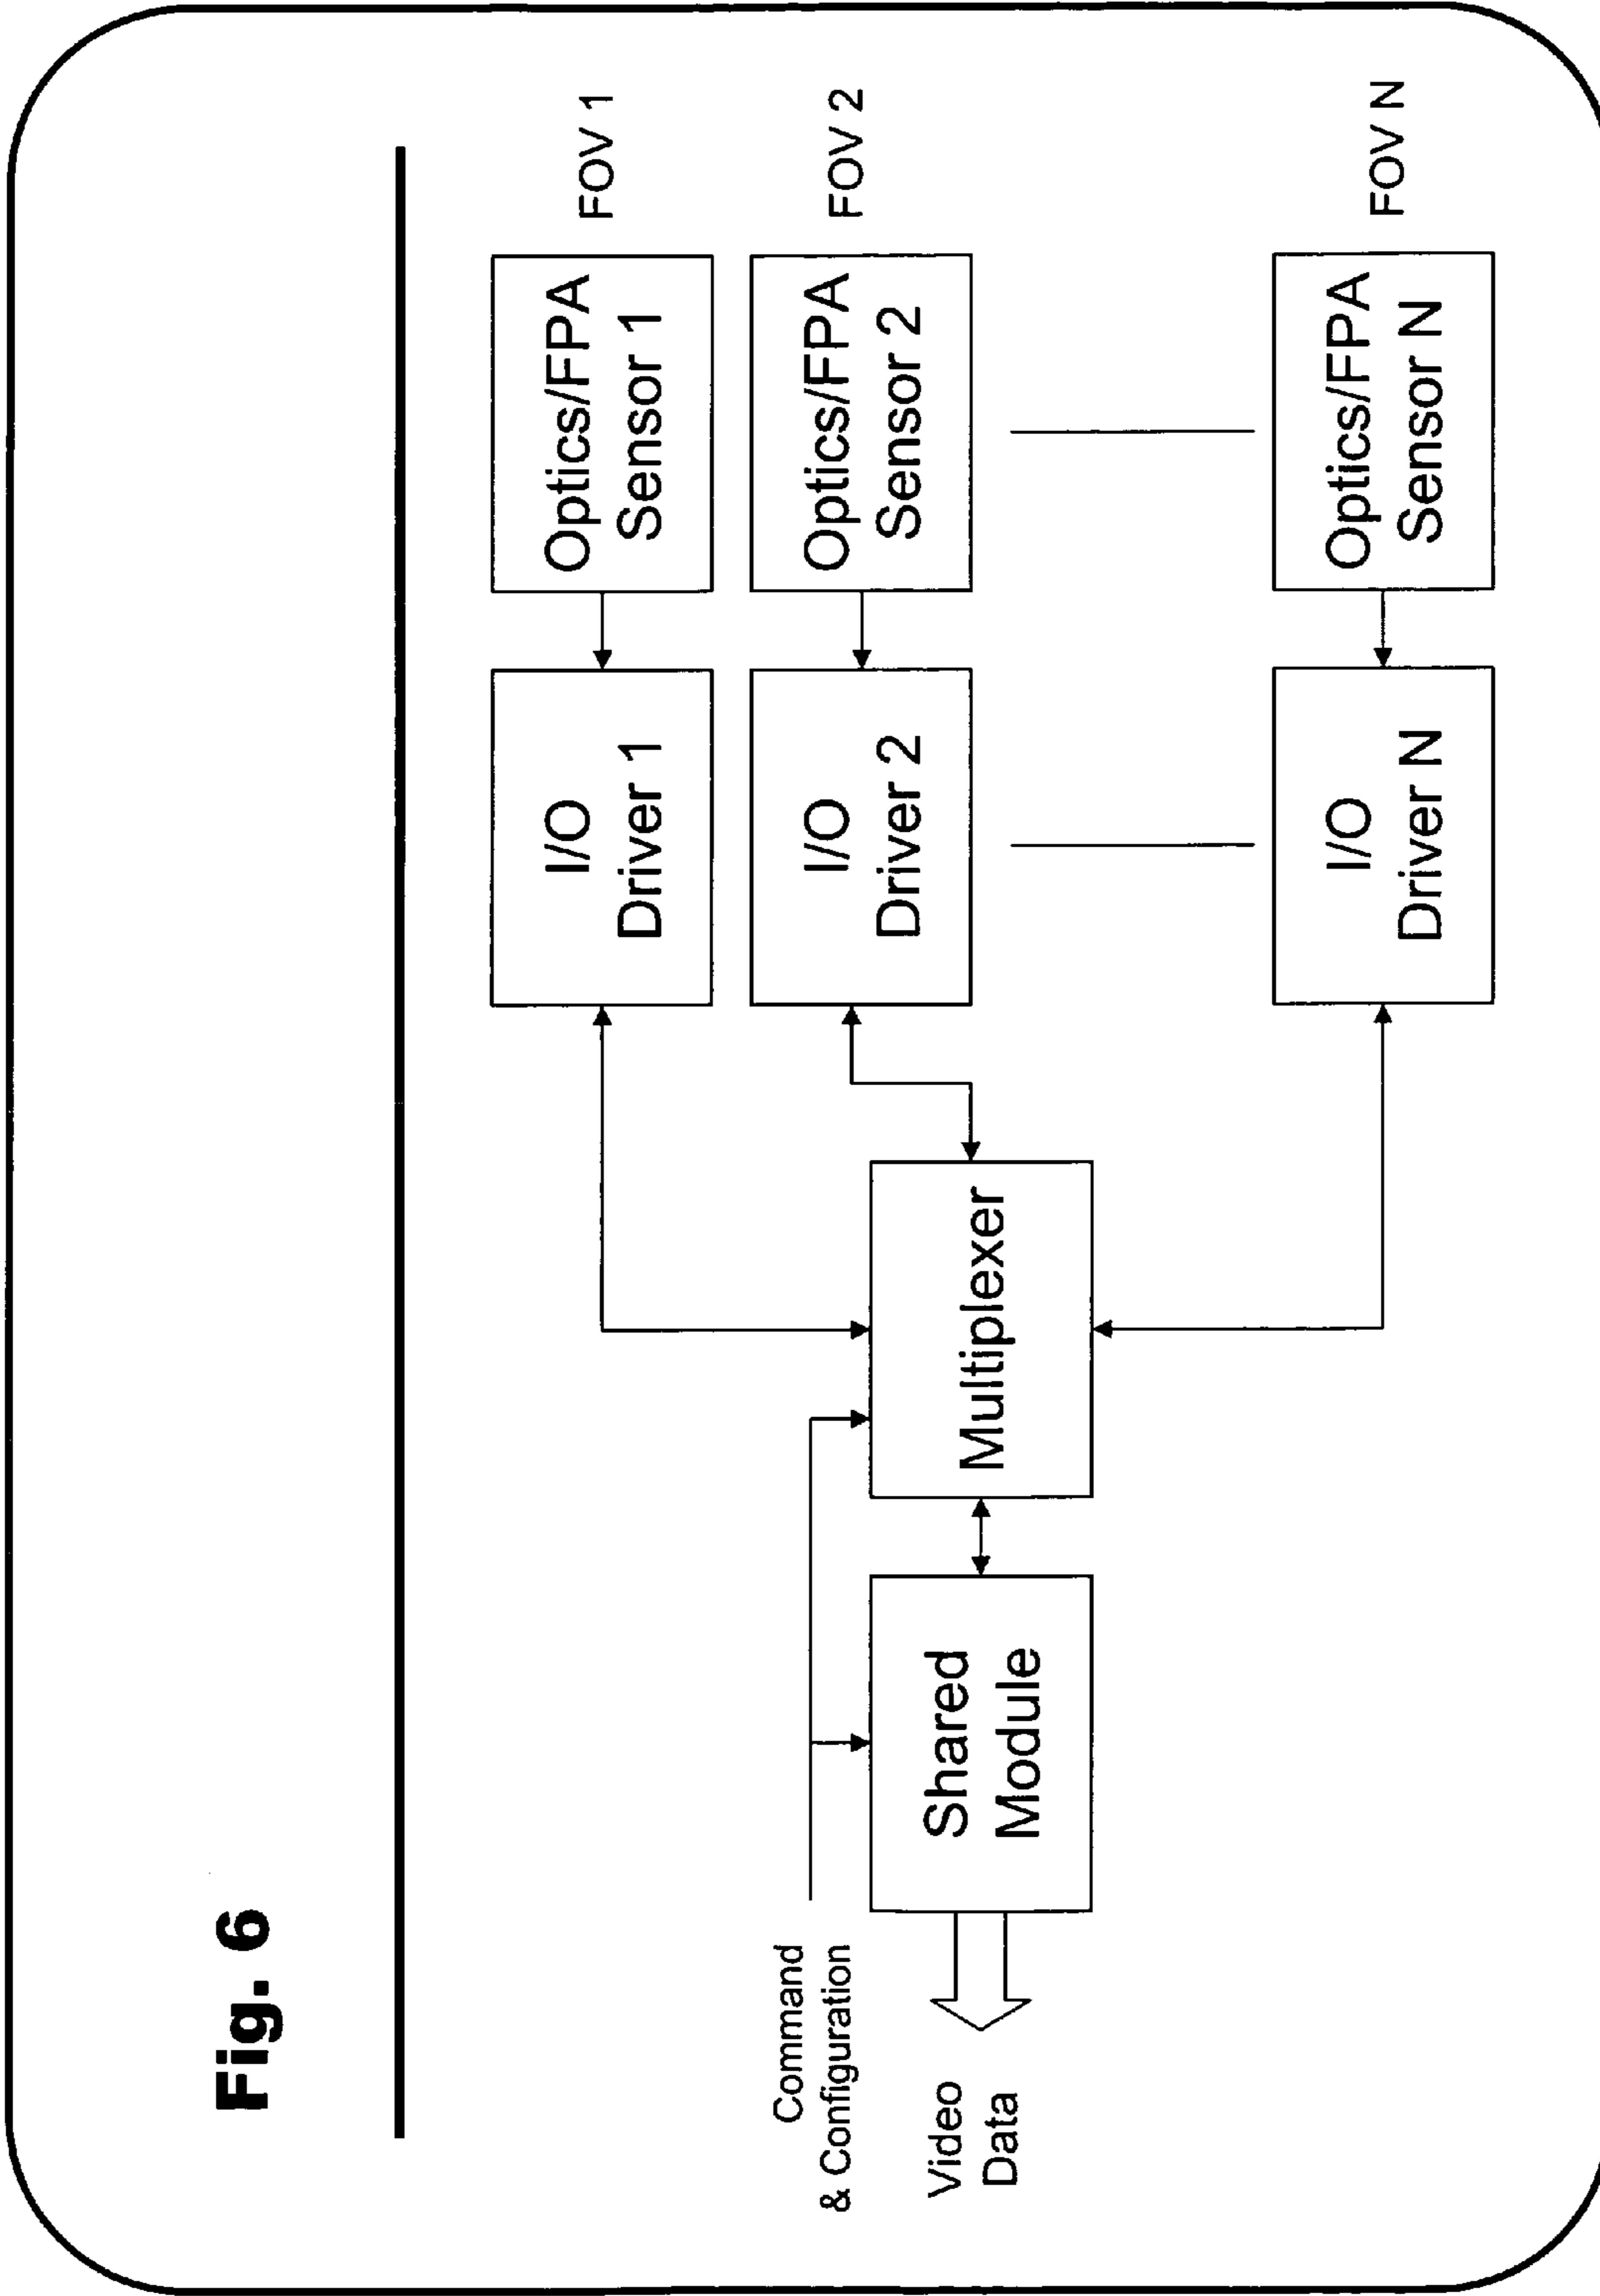 Fig. 6
Optics/FPA
Sensor 1
FOV 1
I/O
Driver 1
Optics/FPA
Sensor 2
FOV 2
I/O
Driver 2
Command
& Configuration
Video
Data
Shared
Module
Multiplexer
I/O
Driver N
Optics/FPA
Sensor N
FOV N